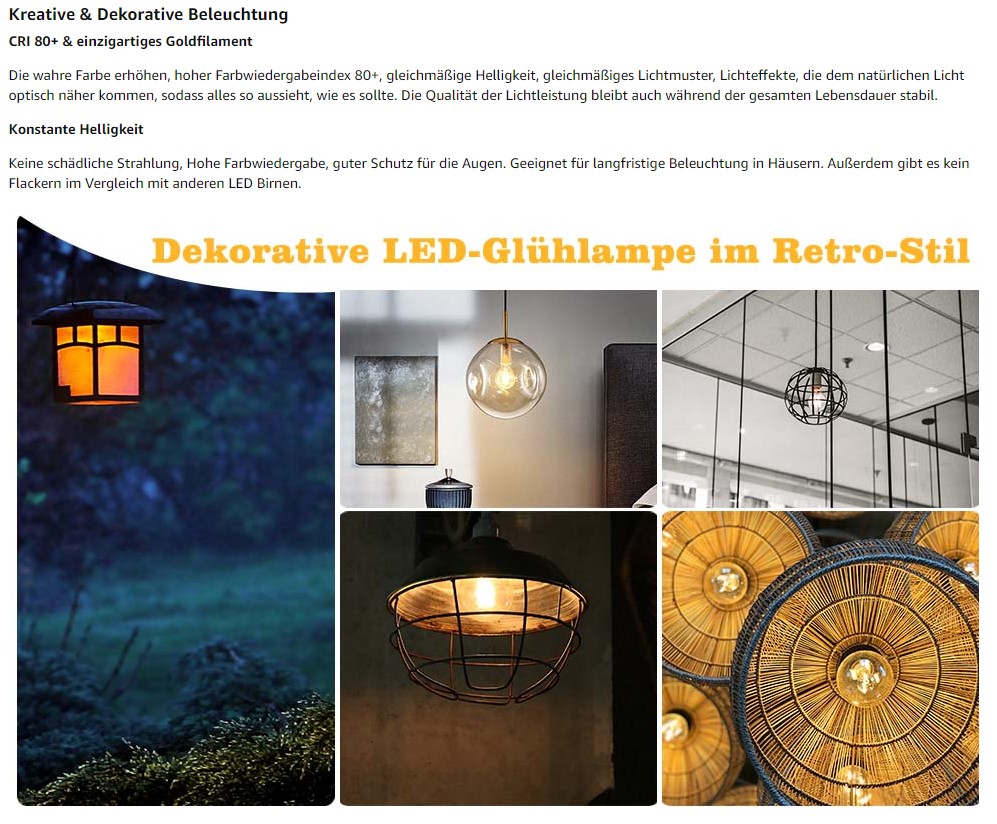 Kreative & Dekorative Beleuchtung
CRI 80+ & einzigartiges Goldfilament
Die wahre Farbe erhöhen, hoher Farbwiedergabeindex 80+, gleichmäßige Helligkeit, gleichmäßiges Lichtmuster, Lichteffekte, die dem natürlichen Licht
optisch näher kommen, sodass alles so aussieht, wie es sollte. Die Qualität der Lichtleistung bleibt auch während der gesamten Lebensdauer stabil.
Konstante Helligkeit
Keine schädliche Strahlung, Hohe Farbwiedergabe, guter Schutz für die Augen. Geeignet für langfristige Beleuchtung in Häusern. Außerdem gibt es kein
Flackern im Vergleich mit anderen LED Birnen.
Dekorative LED-Glühlampe im Retro-Stil